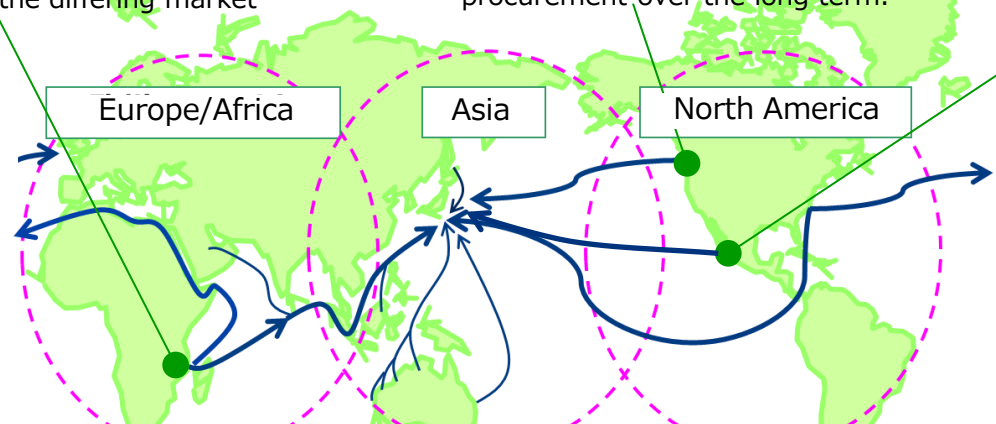 the differing market
procurement over the long term.
Europe/Africa
Asia
North America